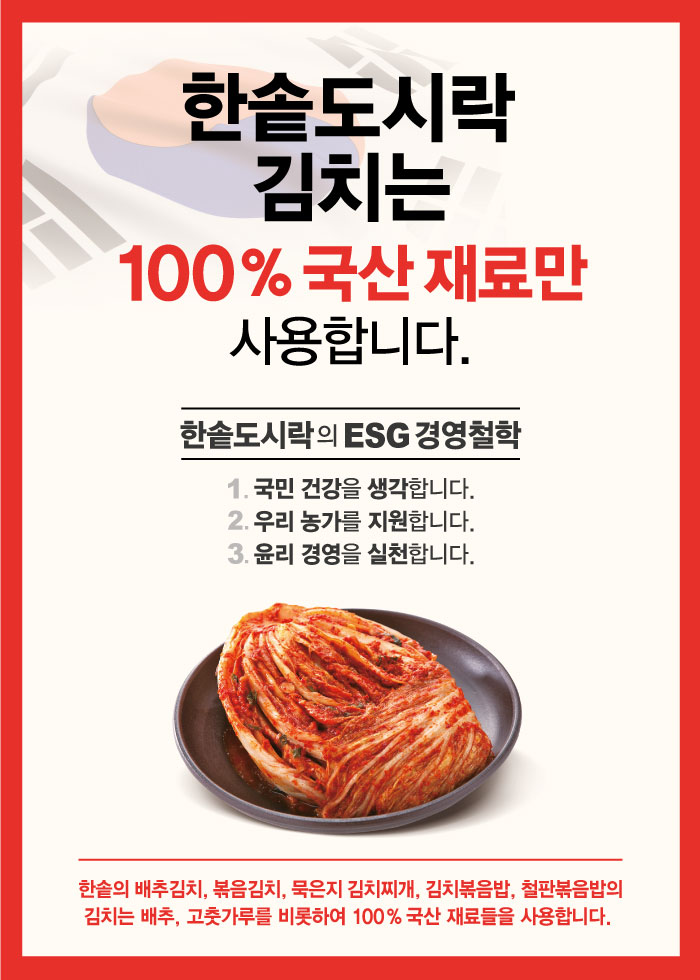 한솥도시락
김치는
100% 국산 재료만
사용합니다.
한솥도시락의 ESG 경영철학
1. 국민 건강을 생각합니다.
2. 우리 농가를 지원합니다.
3. 윤리 경영을 실천합니다.
한솥의 배추김치, 볶음김치, 묵은지 김치찌개, 김치볶음밥, 철판볶음밥의
김치는 배추, 고춧가루를 비롯하여 100% 국산 재료들을 사용합니다.